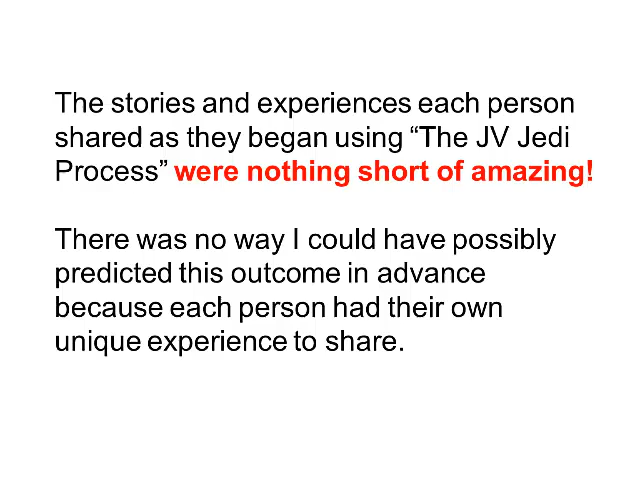 The stories and experiences each person
shared as they began using “The JV Jedi
Process” were nothing short of amazing!
There was no way I could have possibly
predicted this outcome in advance
because each person had their own
unique experience to share.